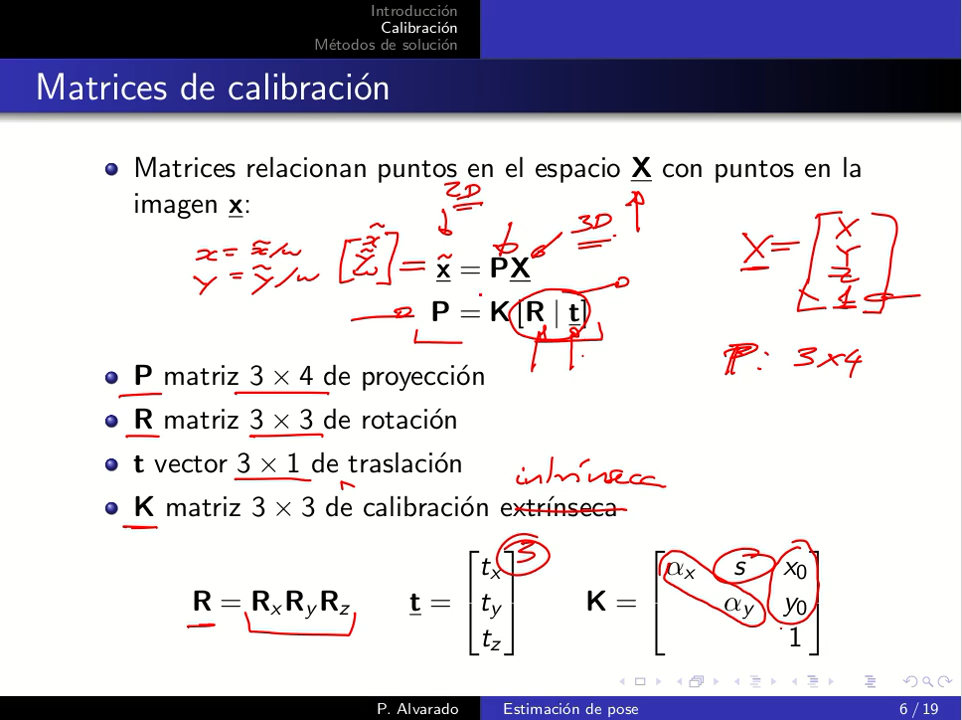 Introducción
Calibración
Métodos de solución
Matrices de calibración
Matrices relacionan puntos en el espacio X con puntos en la
imagen x:
2D
3D
x = x̃/w
y = ỹ/w
[x̃ ỹ w] = x̃ = PX
X = [X Y Z 1]
P = K[R | t]
P: 3×4
P matriz 3 × 4 de proyección
R matriz 3 × 3 de rotación
t vector 3 × 1 de traslación
intrínseca
K matriz 3 × 3 de calibración extrínseca
R = RxRyRz t = [tx ty tz] 3 K = [αx s x0 αy y0 1]
P. Alvarado Estimación de pose 6 / 19